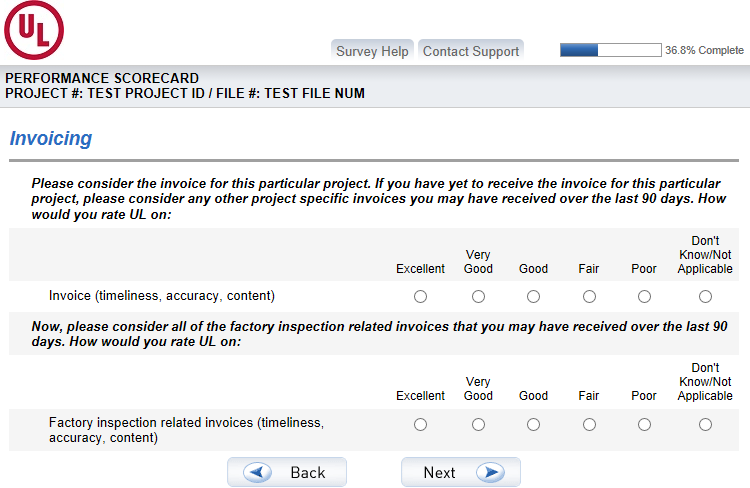 UL
Survey Help Contact Support 36.8% Complete
PERFORMANCE SCORECARD
PROJECT #: TEST PROJECT ID / FILE #: TEST FILE NUM
Invoicing
Please consider the invoice for this particular project. If you have yet to receive the invoice for this particular
project, please consider any other project specific invoices you may have received over the last 90 days. How
would you rate UL on:
Excellent Very Good Good Fair Poor Don't Know/Not Applicable
Invoice (timeliness, accuracy, content)
Now, please consider all of the factory inspection related invoices that you may have received over the last 90
days. How would you rate UL on:
Excellent Very Good Good Fair Poor Don't Know/Not Applicable
Factory inspection related invoices (timeliness,
accuracy, content)
Back Next